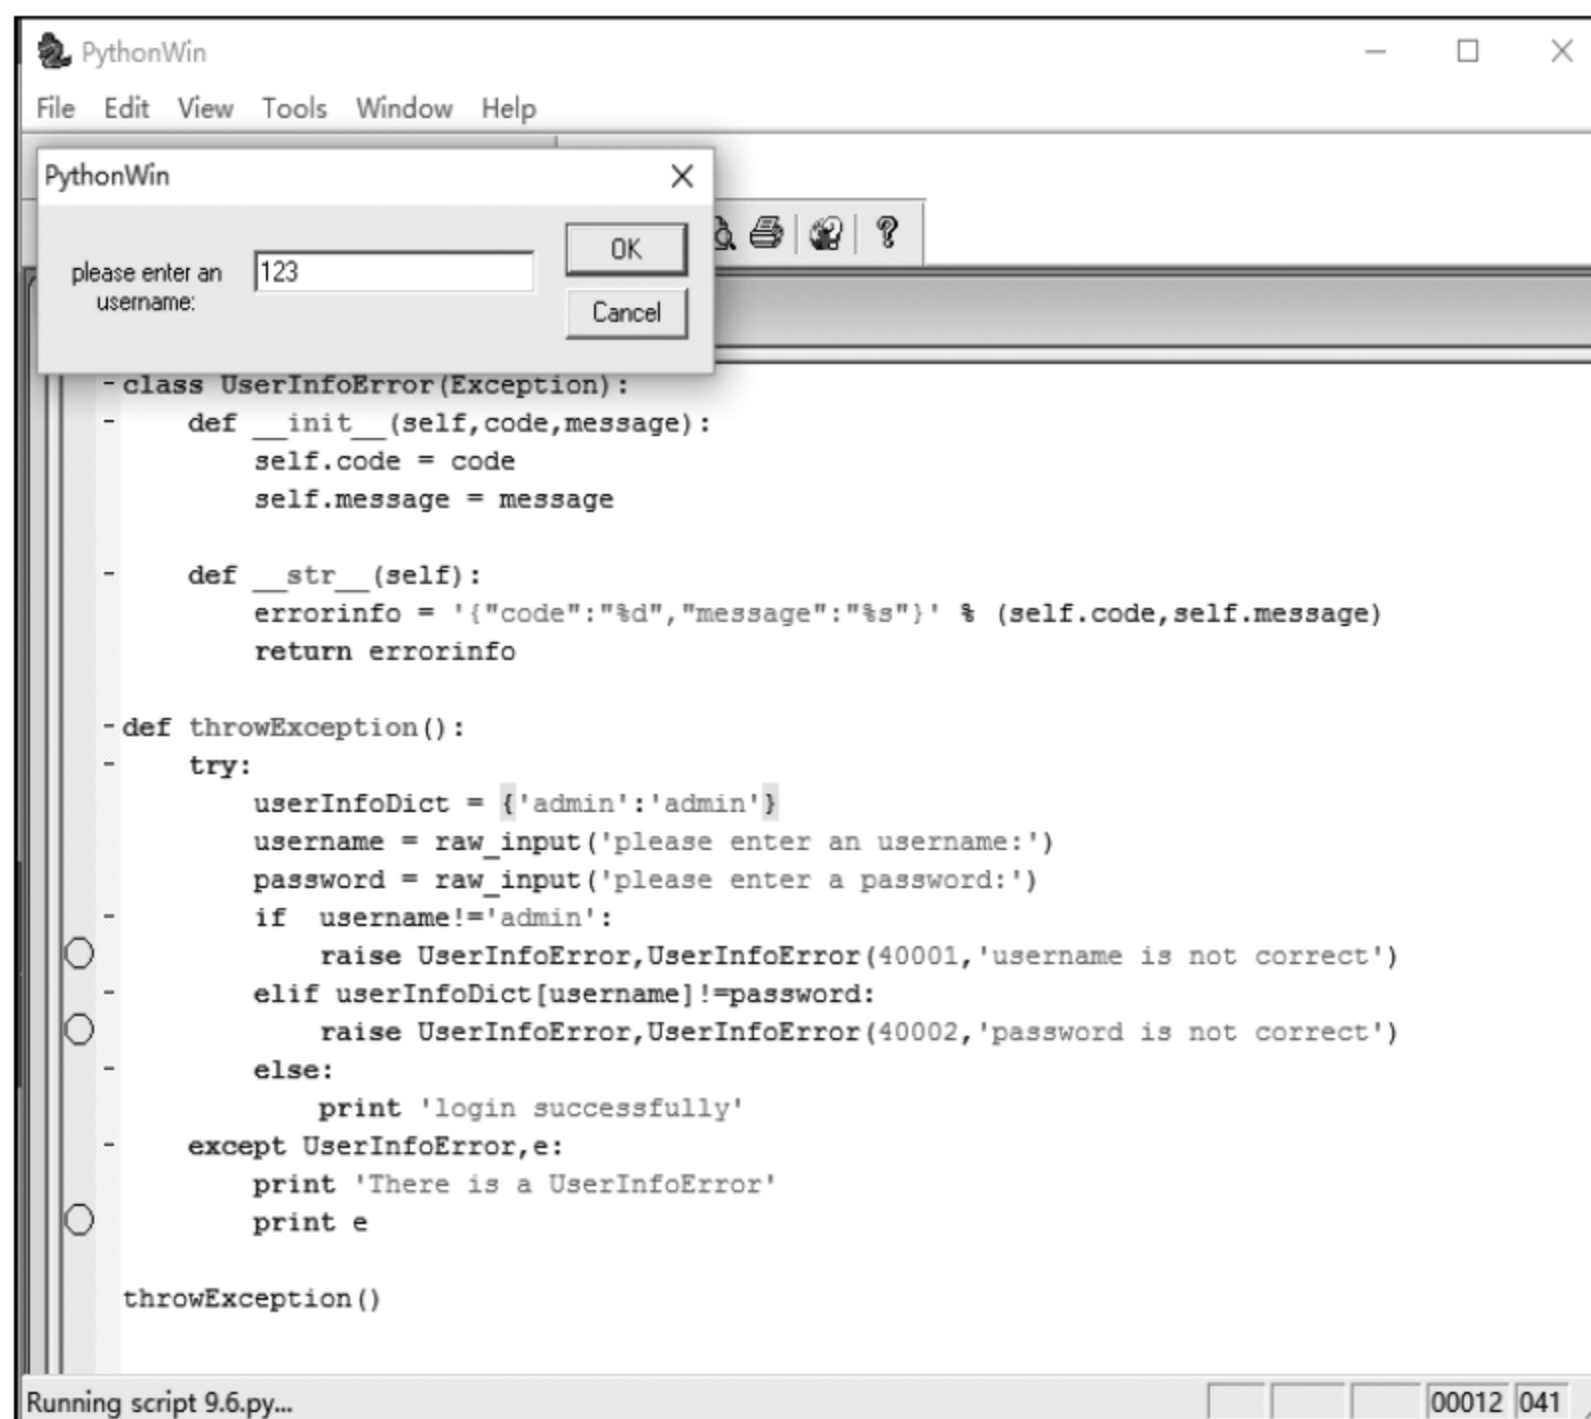 PythonWin
File Edit View Tools Window Help
PythonWin
please enter an
username:
123
OK
Cancel
class UserInfoError(Exception):
    def __init__(self,code,message):
        self.code = code
        self.message = message
    def __str__(self):
        errorinfo = '{"code":"%d","message":"%s"}' % (self.code,self.message)
        return errorinfo
def throwException():
    try:
        userInfoDict = {'admin':'admin'}
        username = raw_input('please enter an username:')
        password = raw_input('please enter a password:')
        if  username!='admin':
            raise UserInfoError,UserInfoError(40001,'username is not correct')
        elif userInfoDict[username]!=password:
            raise UserInfoError,UserInfoError(40002,'password is not correct')
        else:
            print 'login successfully'
    except UserInfoError,e:
        print 'There is a UserInfoError'
        print e
throwException()
Running script 9.6.py... 00012 041